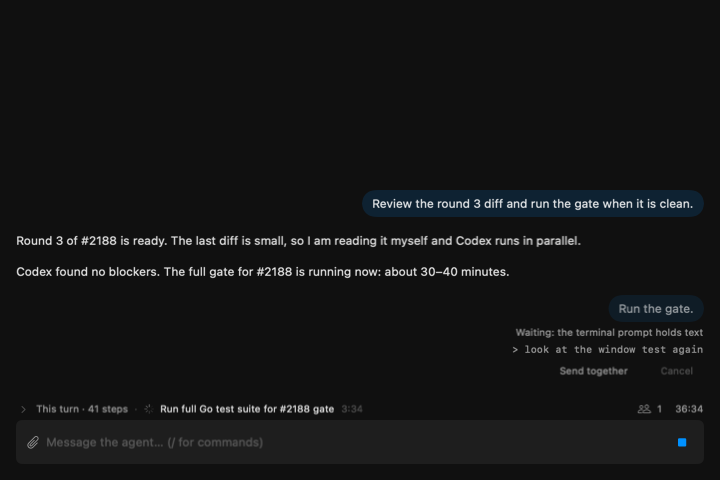 Review the round 3 diff and run the gate when it is clean.
Round 3 of #2188 is ready. The last diff is small, so I am reading it myself and Codex runs in parallel.
Codex found no blockers. The full gate for #2188 is running now: about 30–40 minutes.
Run the gate.
Waiting: the terminal prompt holds text
> look at the window test again
Send together Cancel
This turn · 41 steps · Run full Go test suite for #2188 gate 3:34 1 36:34
Message the agent... (/ for commands)